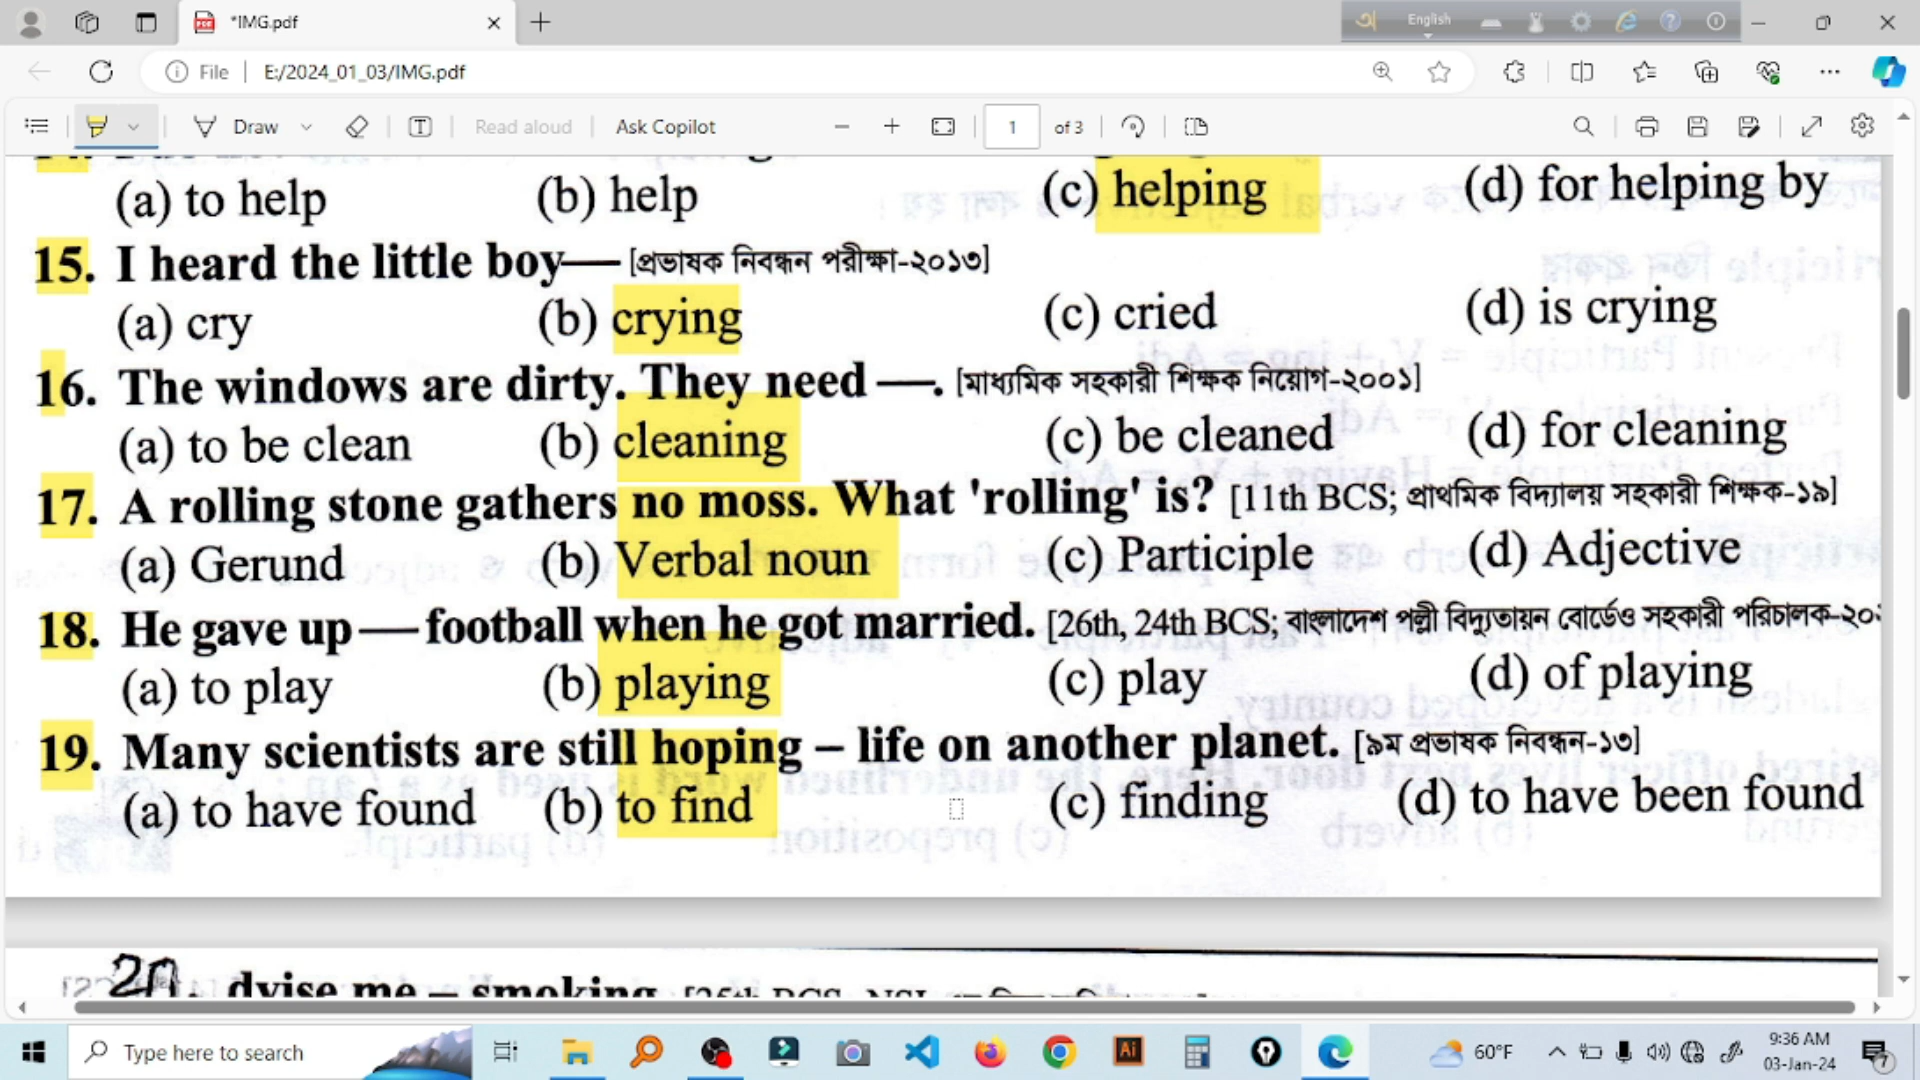 *IMG.pdf
English
File
E:/2024_01_03/IMG.pdf
Draw
Read aloud
Ask Copilot
1
of 3
(a) to help (b) help (c) helping (d) for helping by
15. I heard the little boy— [প্রভাষক নিবন্ধন পরীক্ষা-২০১৩]
(a) cry (b) crying (c) cried (d) is crying
16. The windows are dirty. They need —. [মাধ্যমিক সহকারী শিক্ষক নিয়োগ-২০০১]
(a) to be clean (b) cleaning (c) be cleaned (d) for cleaning
17. A rolling stone gathers no moss. What 'rolling' is? [11th BCS; প্রাথমিক বিদ্যালয় সহকারী শিক্ষক-১৯]
(a) Gerund (b) Verbal noun (c) Participle (d) Adjective
18. He gave up — football when he got married. [26th, 24th BCS; বাংলাদেশ পল্লী বিদ্যুতায়ন বোর্ডেও সহকারী পরিচালক-২০
(a) to play (b) playing (c) play (d) of playing
19. Many scientists are still hoping – life on another planet. [৯ম প্রভাষক নিবন্ধন-১৩]
(a) to have found (b) to find (c) finding (d) to have been found
20. dvise me – smoking.
Type here to search
60°F
9:36 AM
03-Jan-24
7